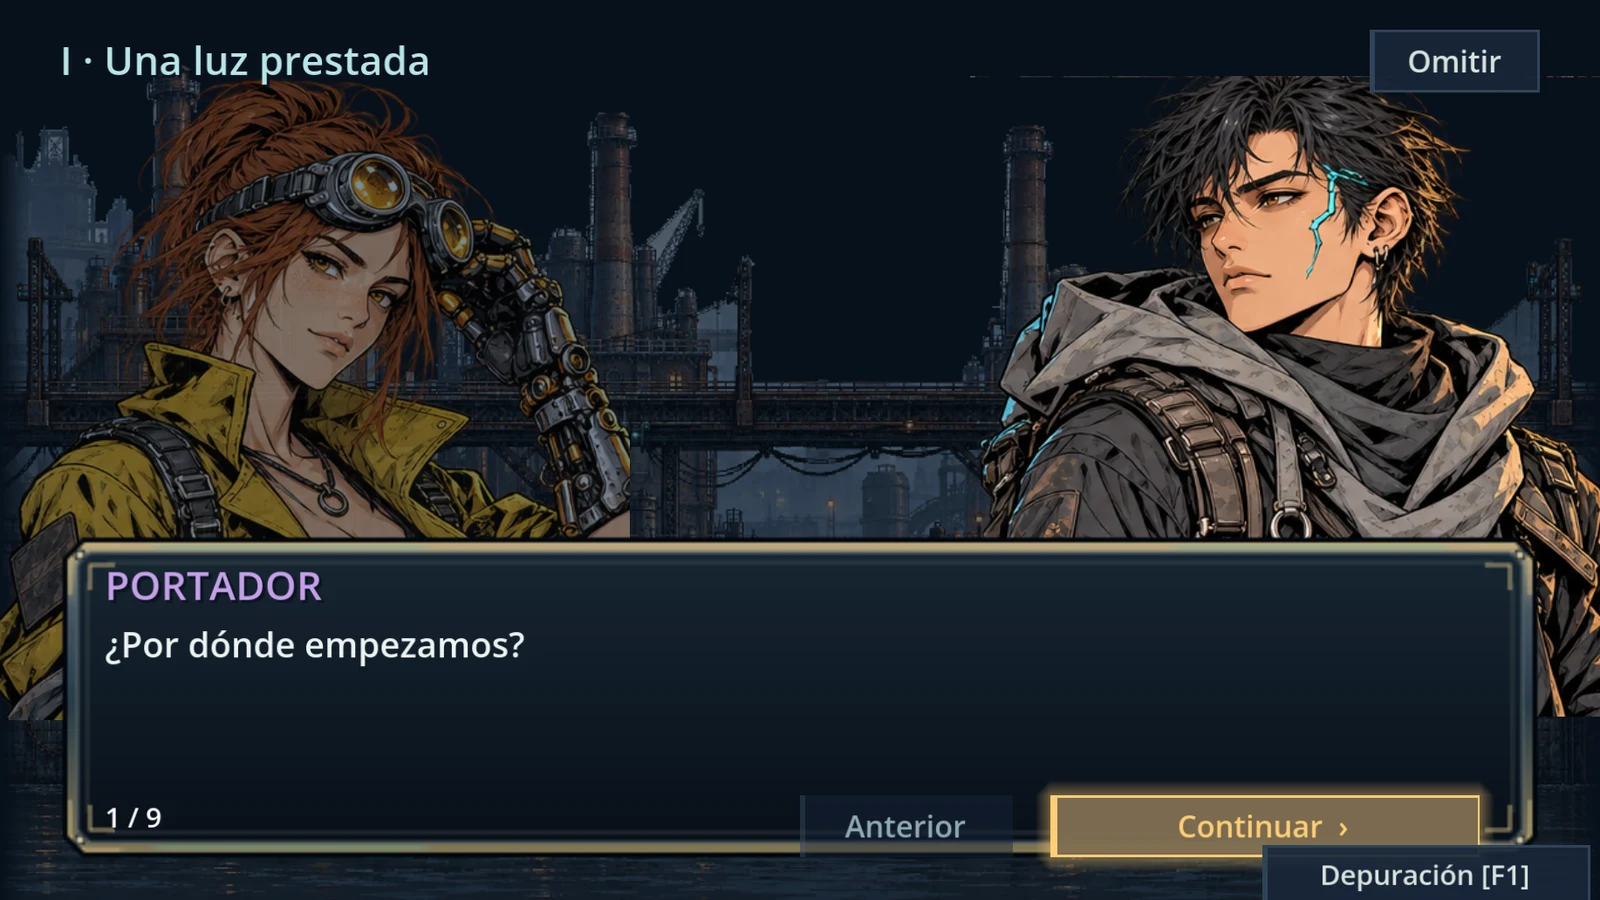 I · Una luz prestada
Omitir
PORTADOR
¿Por dónde empezamos?
1 / 9
Anterior
Continuar ›
Depuración [F1]